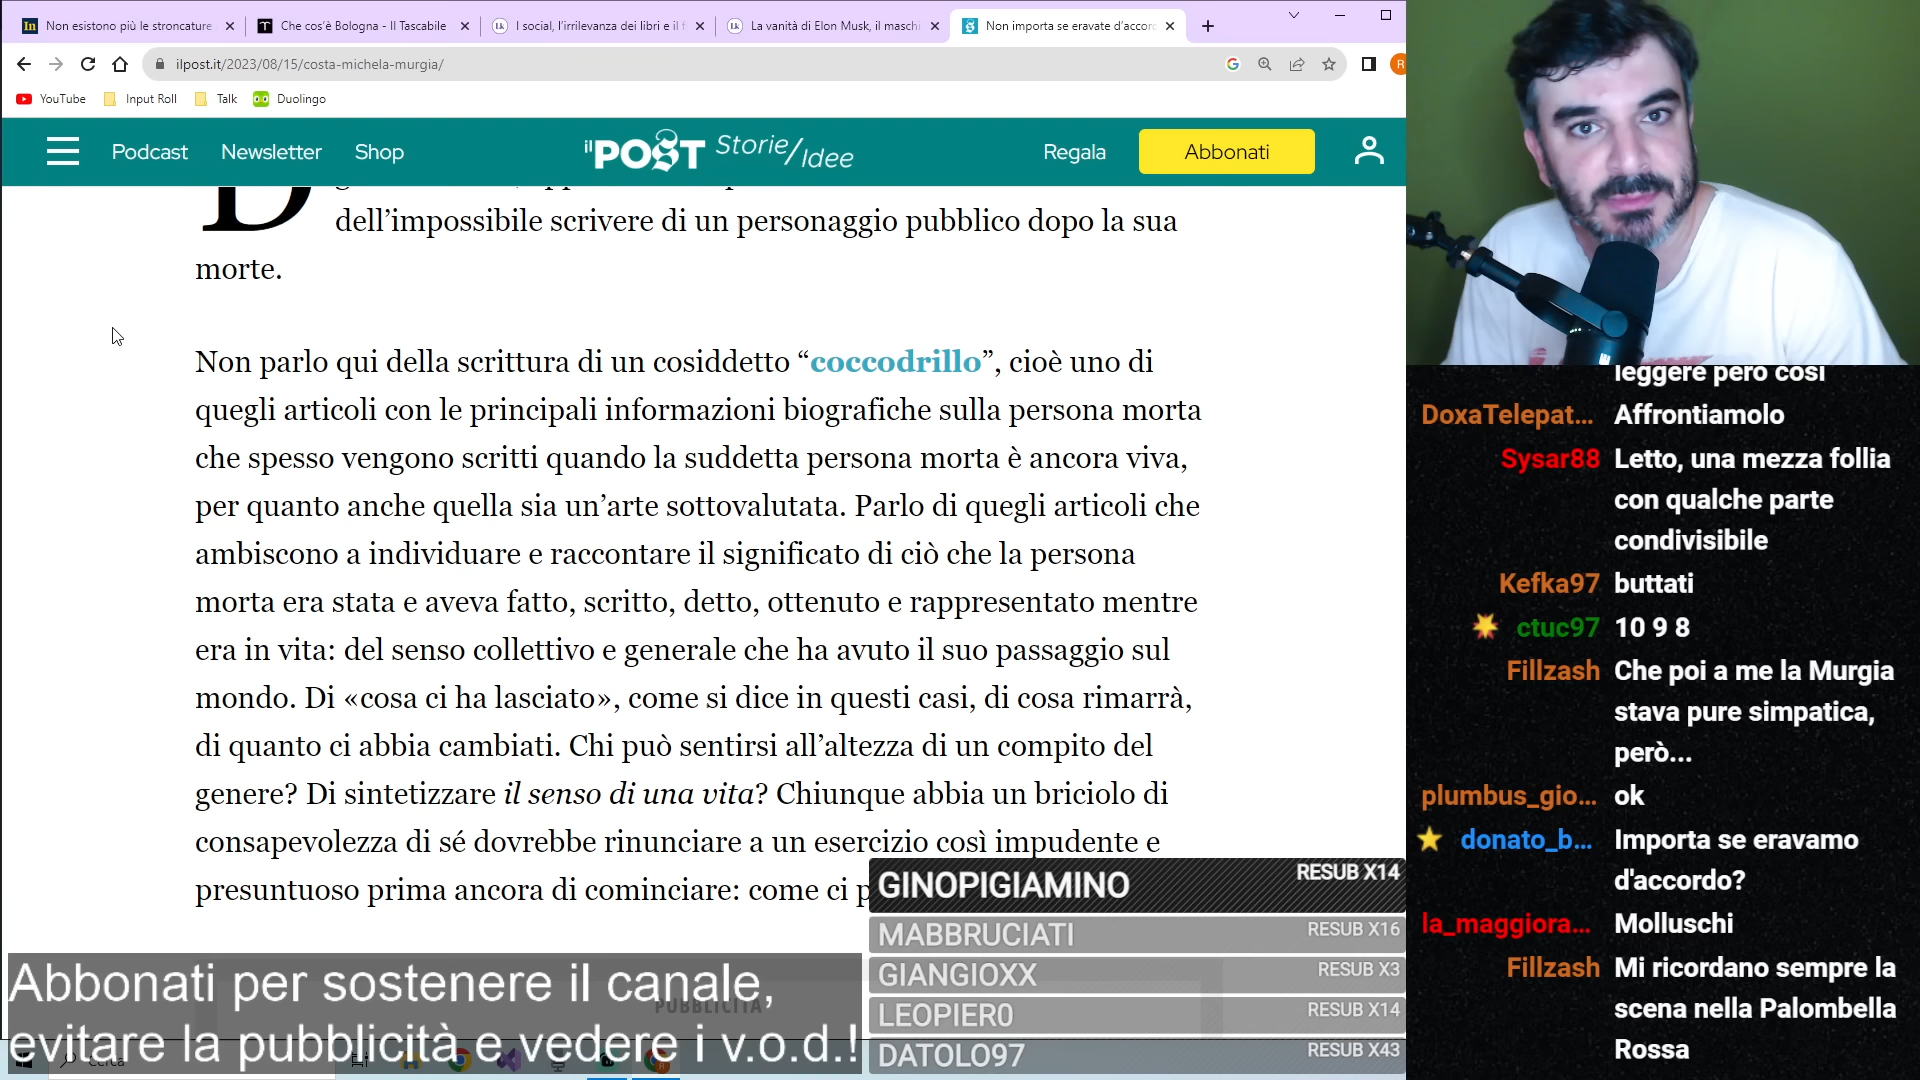 Non esistono più le stroncature
Che cos'è Bologna - Il Tascabile
I social, l'irrilevanza dei libri e il f
La vanità di Elon Musk, il maschi
Non importa se eravate d'accord
ilpost.it/2023/08/15/costa-michela-murgia/
YouTube
Input Roll
Talk
Duolingo
Podcast
Newsletter
Shop
il POST Storie/Idee
Regala
Abbonati
dell'impossibile scrivere di un personaggio pubblico dopo la sua
morte.
Non parlo qui della scrittura di un cosiddetto “coccodrillo”, cioè uno di
quegli articoli con le principali informazioni biografiche sulla persona morta
che spesso vengono scritti quando la suddetta persona morta è ancora viva,
per quanto anche quella sia un'arte sottovalutata. Parlo di quegli articoli che
ambiscono a individuare e raccontare il significato di ciò che la persona
morta era stata e aveva fatto, scritto, detto, ottenuto e rappresentato mentre
era in vita: del senso collettivo e generale che ha avuto il suo passaggio sul
mondo. Di «cosa ci ha lasciato», come si dice in questi casi, di cosa rimarrà,
di quanto ci abbia cambiati. Chi può sentirsi all'altezza di un compito del
genere? Di sintetizzare il senso di una vita? Chiunque abbia un briciolo di
consapevolezza di sé dovrebbe rinunciare a un esercizio così impudente e
presuntuoso prima ancora di cominciare: come ci p
PUBBLICITÀ
Abbonati per sostenere il canale,
evitare la pubblicità e vedere i v.o.d.!
Cerca
GINOPIGIAMINO RESUB X14
MABBRUCIATI RESUB X16
GIANGIOXX RESUB X3
LEOPIER0 RESUB X14
DATOLO97 RESUB X43
leggere però così
DoxaTelepat... Affrontiamolo
Sysar88 Letto, una mezza follia
con qualche parte
condivisibile
Kefka97 buttati
ctuc97 10 9 8
Fillzash Che poi a me la Murgia
stava pure simpatica,
però...
plumbus_gio... ok
donato_b... Importa se eravamo
d'accordo?
la_maggiora... Molluschi
Fillzash Mi ricordano sempre la
scena nella Palombella
Rossa